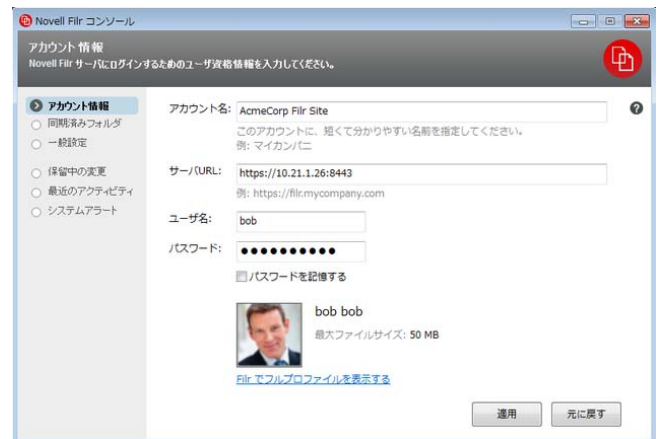 Novell Filr コンソール
アカウント情報
Novell Filr サーバにログインするためのユーザ資格情報を入力してください。
アカウント情報
同期済みフォルダ
一般設定
保留中の変更
最近のアクティビティ
システムアラート
アカウント名: AcmeCorp Filr Site
このアカウントに、短くて分かりやすい名前を指定してください。
例: マイカンパニ
サーバURL: https://10.21.1.26:8443
例: https://filr.mycompany.com
ユーザ名: bob
パスワード: ●●●●●●●●●●
パスワードを記憶する
bob bob
最大ファイルサイズ: 50 MB
Filr でフルプロファイルを表示する
適用 元に戻す